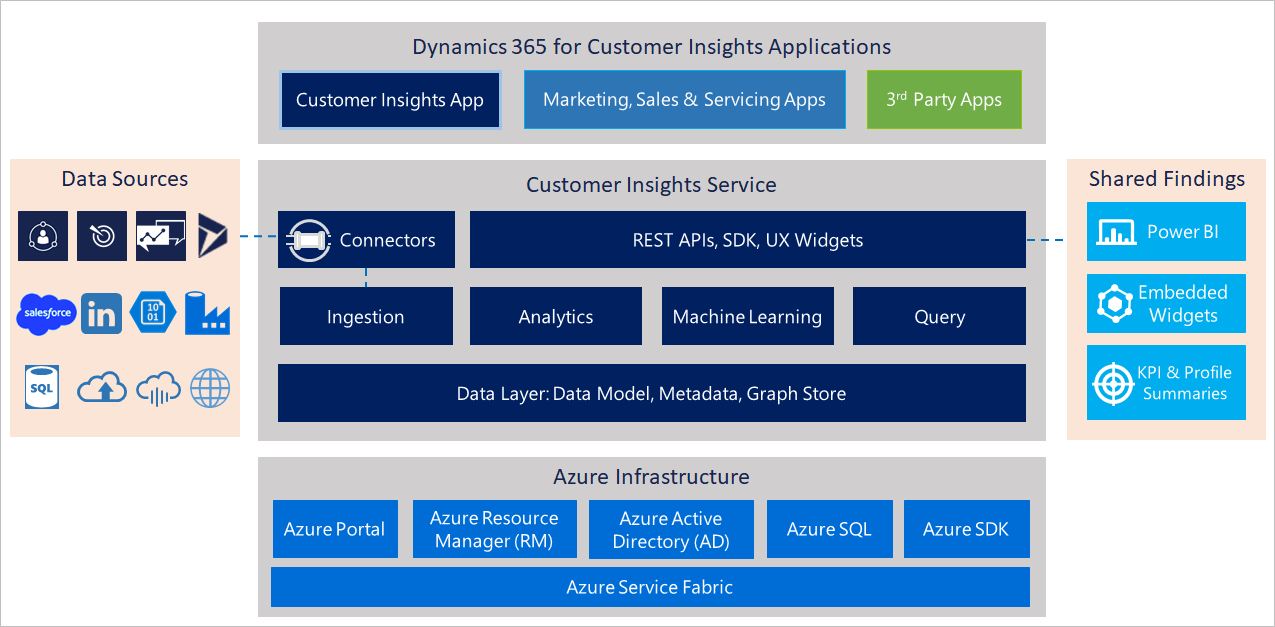 Dynamics 365 for Customer Insights Applications
Customer Insights App
Marketing, Sales & Servicing Apps
3rd Party Apps
Data Sources
salesforce
in
10
01
SQL
Customer Insights Service
Connectors
REST APIs, SDK, UX Widgets
Ingestion
Analytics
Machine Learning
Query
Data Layer: Data Model, Metadata, Graph Store
Shared Findings
Power BI
Embedded
Widgets
KPI & Profile
Summaries
Azure Infrastructure
Azure Portal
Azure Resource
Manager (RM)
Azure Active
Directory (AD)
Azure SQL
Azure SDK
Azure Service Fabric